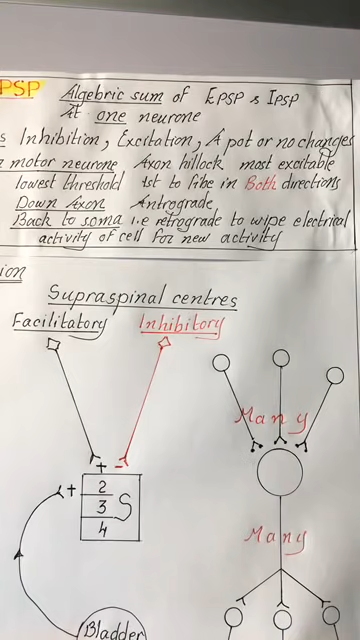 PSP Algebric sum of EPSP & IPSP
At one neurone
s Inhibition, Excitation, A pot or no changes
motor neurone Axon hillock most excitable
lowest threshold 1st to fibe in Both directions
Down Axon Antrograde
Back to soma i.e retrograde to wipe electrical
activity of cell for new activity
ion
Supraspinal centres
Facilitatory Inhibitory
Many
+ -
+ 2
3 S
4
Many
Bladder